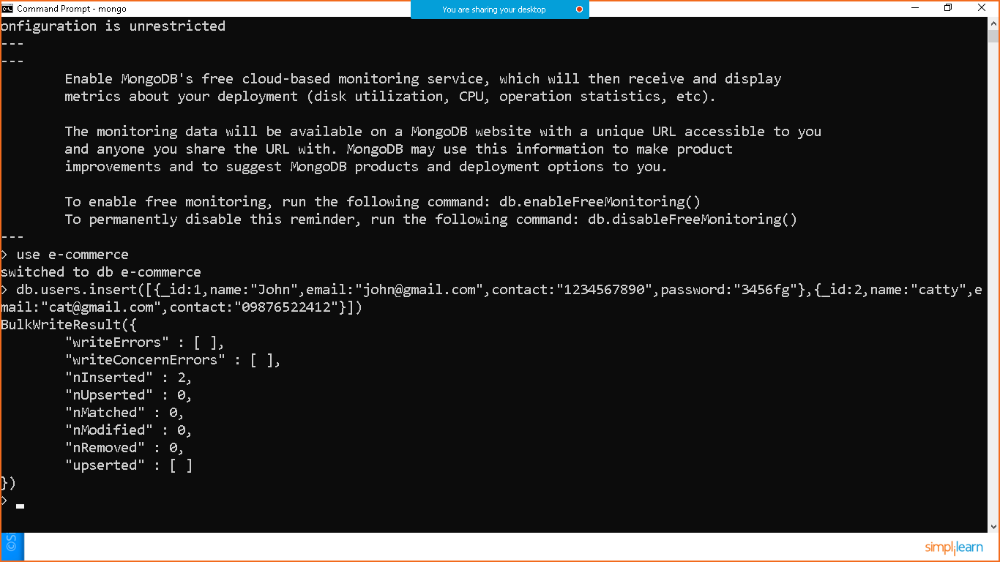 Command Prompt - mongo
You are sharing your desktop
onfiguration is unrestricted
---
---
Enable MongoDB's free cloud-based monitoring service, which will then receive and display
metrics about your deployment (disk utilization, CPU, operation statistics, etc).
The monitoring data will be available on a MongoDB website with a unique URL accessible to you
and anyone you share the URL with. MongoDB may use this information to make product
improvements and to suggest MongoDB products and deployment options to you.
To enable free monitoring, run the following command: db.enableFreeMonitoring()
To permanently disable this reminder, run the following command: db.disableFreeMonitoring()
---
> use e-commerce
switched to db e-commerce
> db.users.insert([{_id:1,name:"John",email:"john@gmail.com",contact:"1234567890",password:"3456fg"},{_id:2,name:"catty",e
mail:"cat@gmail.com",contact:"09876522412"}])
BulkWriteResult({
"writeErrors" : [ ],
"writeConcernErrors" : [ ],
"nInserted" : 2,
"nUpserted" : 0,
"nMatched" : 0,
"nModified" : 0,
"nRemoved" : 0,
"upserted" : [ ]
})
>
©Si
simplilearn